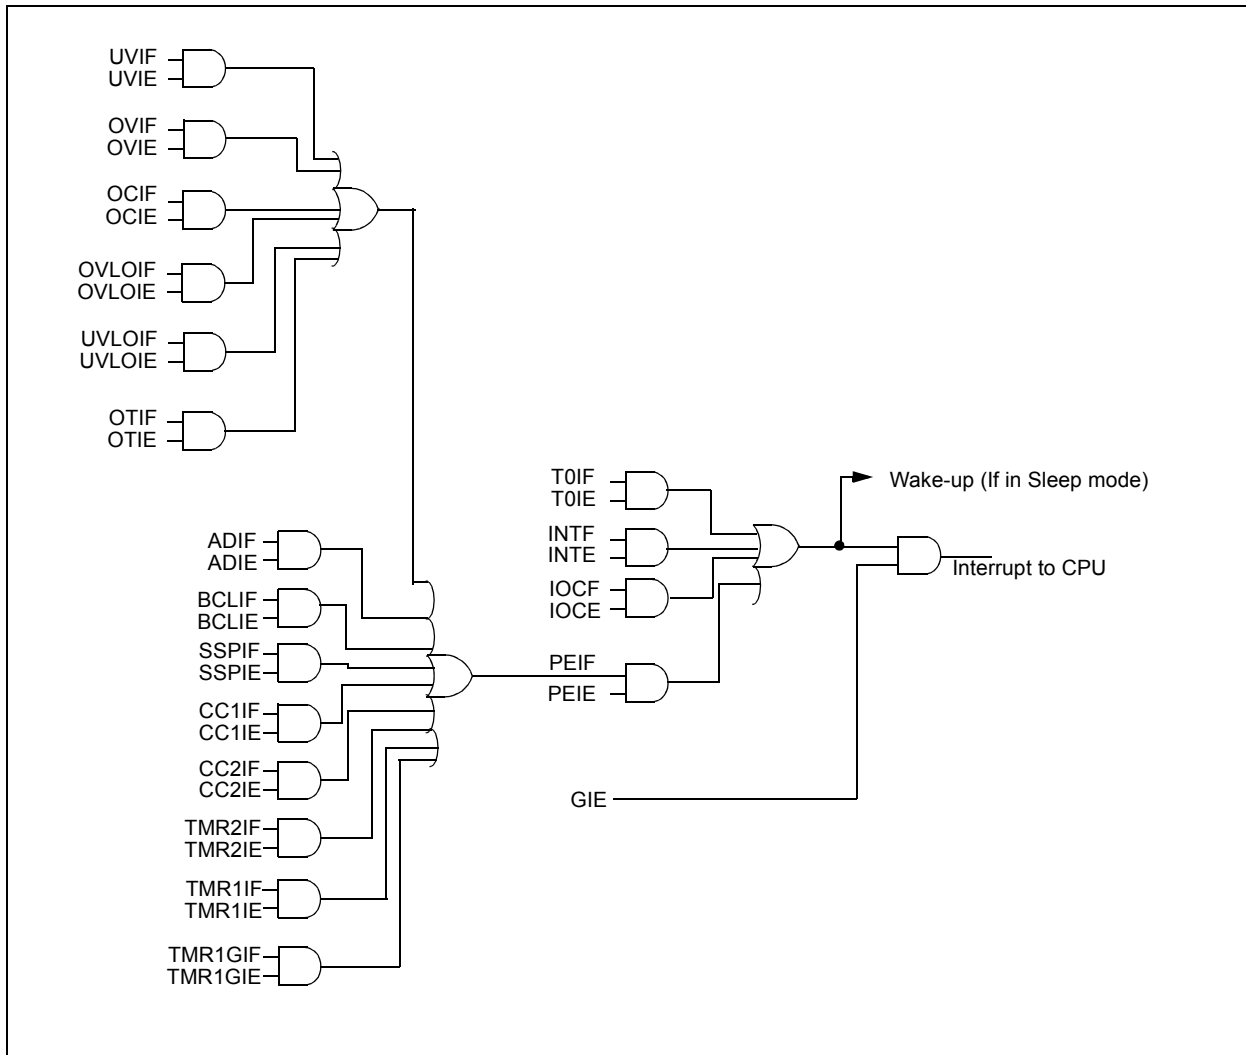 UVIF
UVIE
OVIF
OVIE
OCIF
OCIE
OVLOIF
OVLOIE
UVLOIF
UVLOIE
OTIF
OTIE
ADIF
ADIE
BCLIF
BCLIE
SSPIF
SSPIE
CC1IF
CC1IE
CC2IF
CC2IE
TMR2IF
TMR2IE
TMR1IF
TMR1IE
TMR1GIF
TMR1GIE
T0IF
T0IE
INTF
INTE
IOCF
IOCE
PEIF
PEIE
GIE
Wake-up (If in Sleep mode)
Interrupt to CPU